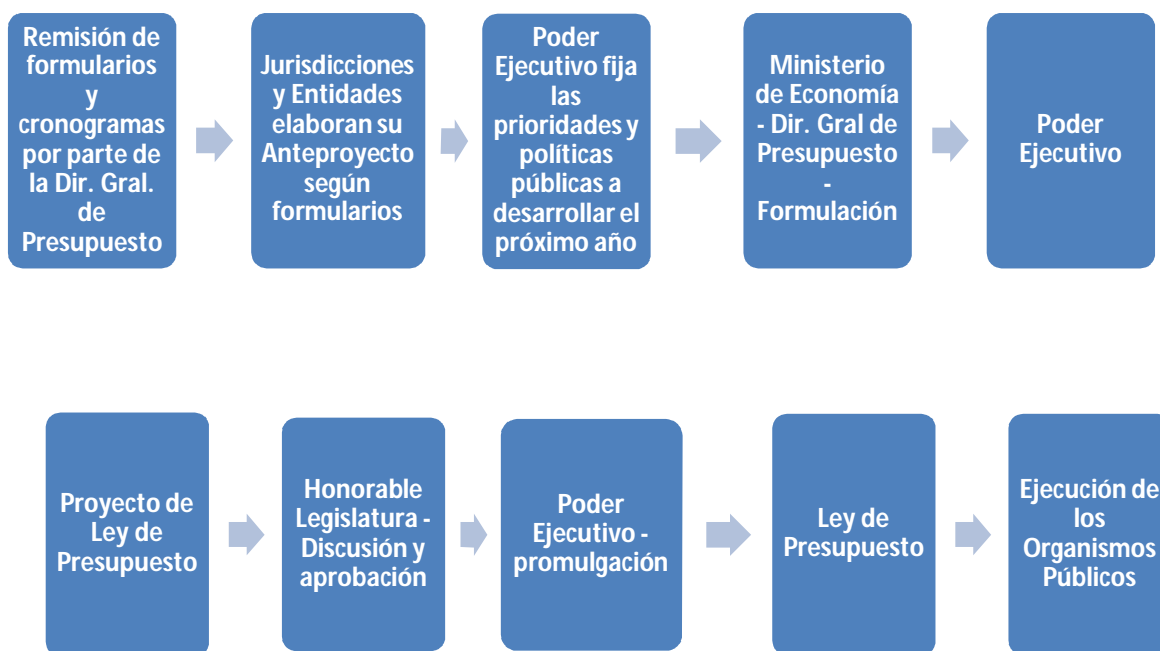 Remisión de
formularios
y
cronogramas
por parte de
la Dir. Gral.
de
Presupuesto
Jurisdicciones
y Entidades
elaboran su
Anteproyecto
según
formularios
Poder
Ejecutivo fija
las
prioridades y
políticas
públicas a
desarrollar el
próximo año
Ministerio
de Economía
- Dir. Gral de
Presupuesto
-
Formulación
Poder
Ejecutivo
Proyecto de
Ley de
Presupuesto
Honorable
Legislatura -
Discusión y
aprobación
Poder
Ejecutivo -
promulgación
Ley de
Presupuesto
Ejecución de
los
Organismos
Públicos